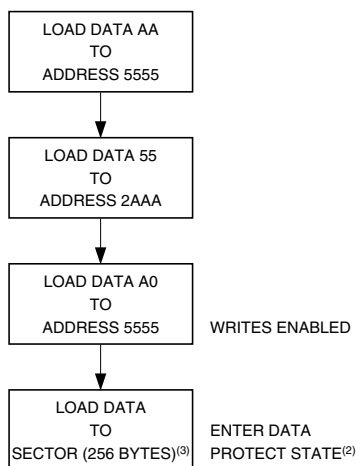 LOAD DATA AA
TO
ADDRESS 5555
LOAD DATA 55
TO
ADDRESS 2AAA
LOAD DATA A0
TO
ADDRESS 5555
WRITES ENABLED
LOAD DATA
TO
SECTOR (256 BYTES)(3)
ENTER DATA
PROTECT STATE(2)